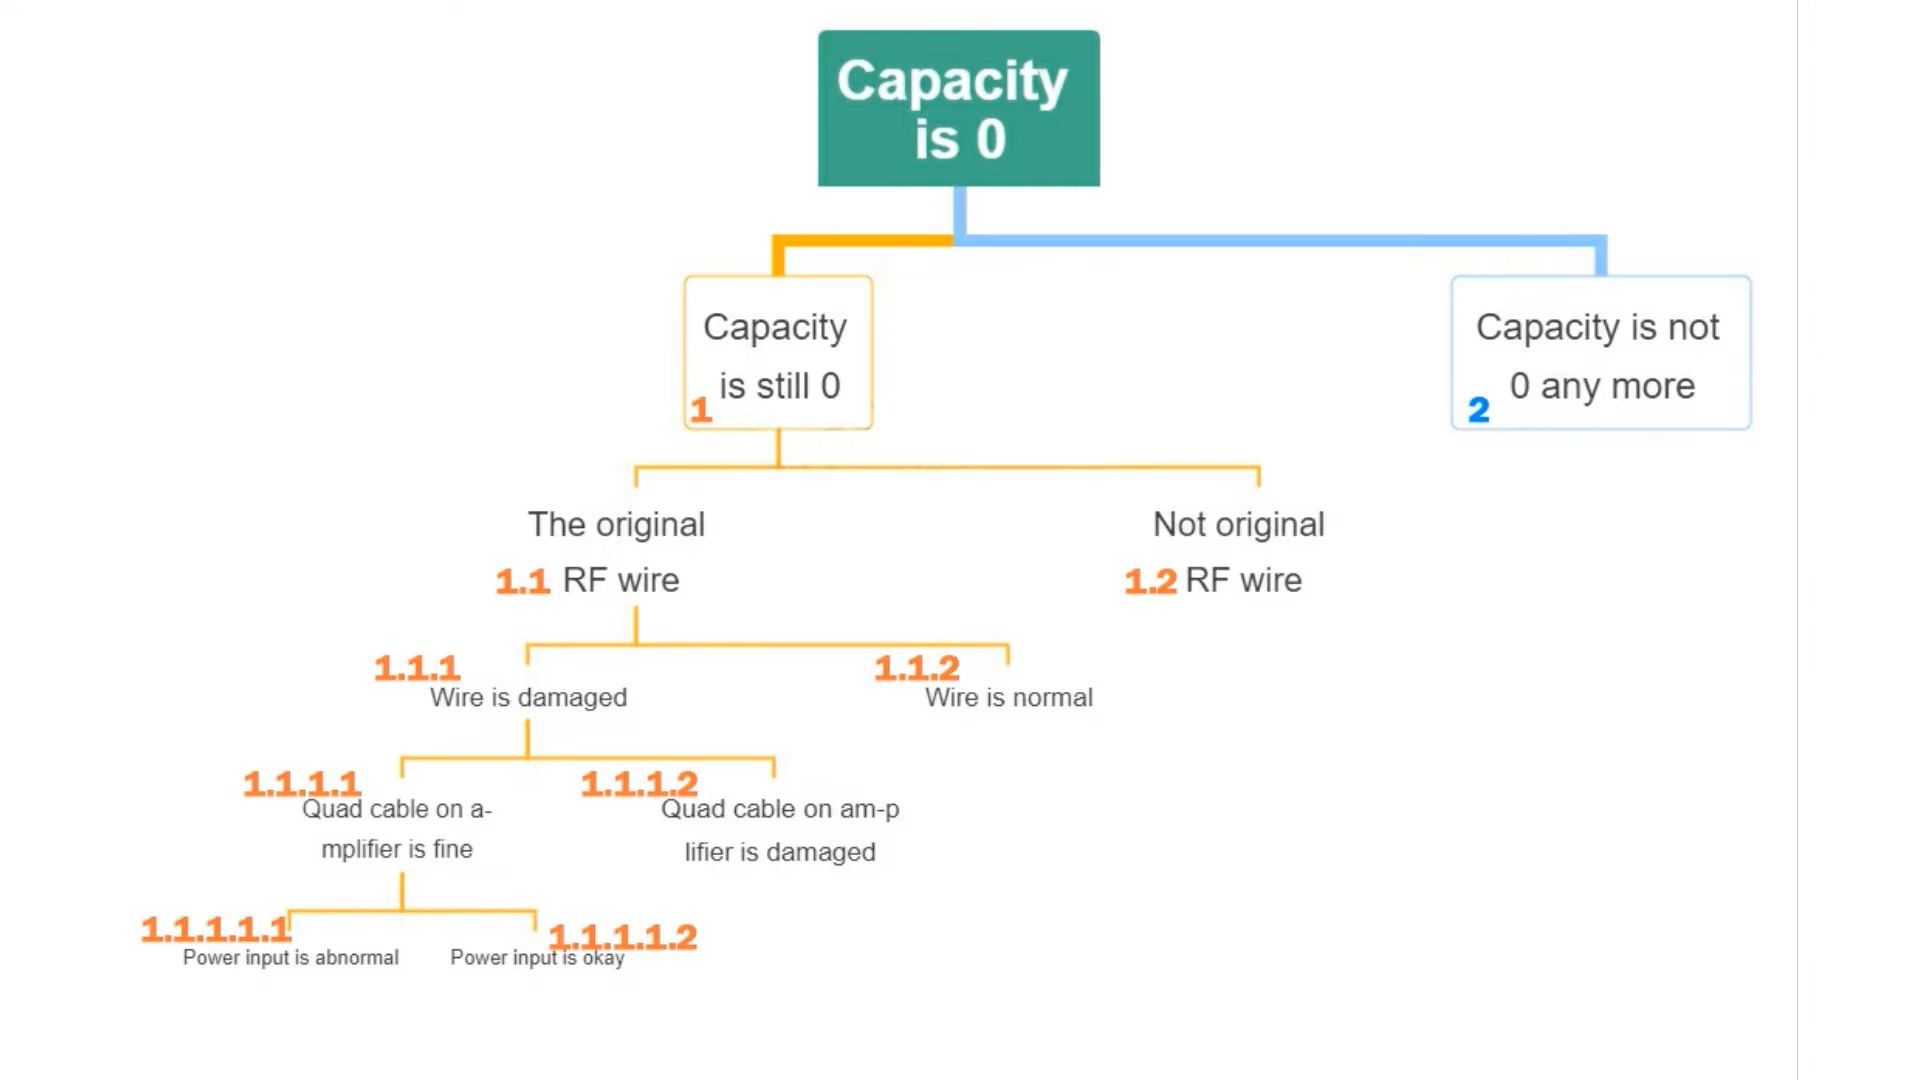 Capacity
is 0
Capacity
is still 0
1
Capacity is not
0 any more
2
The original
1.1 RF wire
Not original
1.2 RF wire
1.1.1
Wire is damaged
1.1.2
Wire is normal
1.1.1.1
Quad cable on a-
mplifier is fine
1.1.1.2
Quad cable on am-p
lifier is damaged
1.1.1.1.1
Power input is abnormal
1.1.1.1.2
Power input is okay